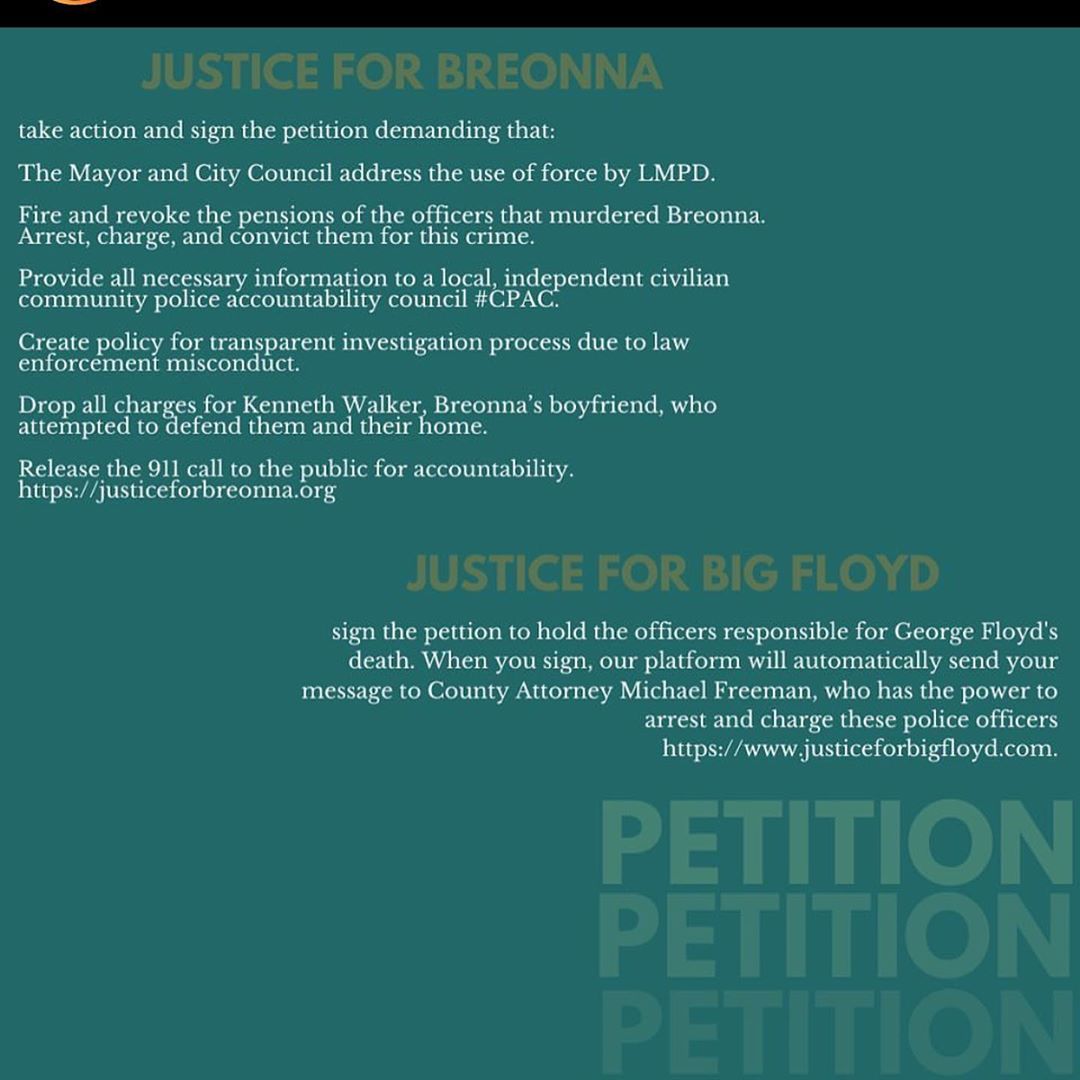 JUSTICE FOR BREONNA
take action and sign the petition demanding that:
The Mayor and City Council address the use of force by LMPD.
Fire and revoke the pensions of the officers that murdered Breonna.
Arrest, charge, and convict them for this crime.
Provide all necessary information to a local, independent civilian
community police accountability council #CPAC.
Create policy for transparent investigation process due to law
enforcement misconduct.
Drop all charges for Kenneth Walker, Breonna’s boyfriend, who
attempted to defend them and their home.
Release the 911 call to the public for accountability.
https://justiceforbreonna.org
JUSTICE FOR BIG FLOYD
sign the pettion to hold the officers responsible for George Floyd's
death. When you sign, our platform will automatically send your
message to County Attorney Michael Freeman, who has the power to
arrest and charge these police officers
https://www.justiceforbigfloyd.com.
PETITION
PETITION
PETITION